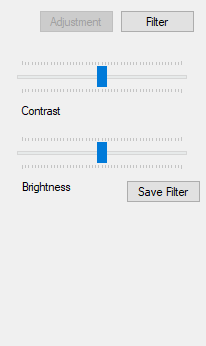 Adjustment Filter
Contrast
Brightness
Save Filter